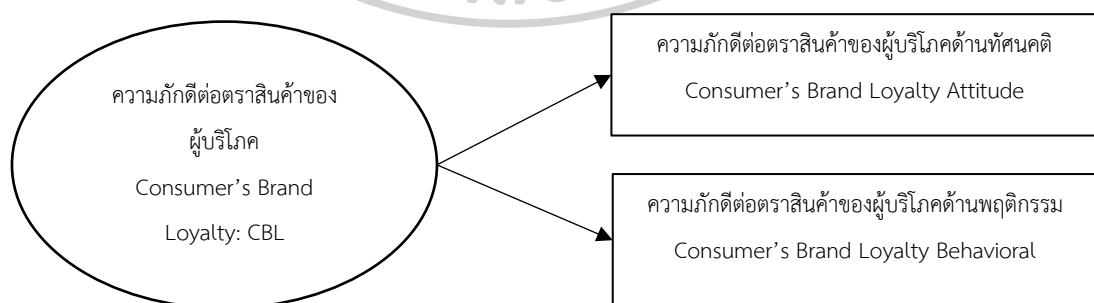 ความภักดีต่อตราสินค้าของ
ผู้บริโภค
Consumer's Brand
Loyalty: CBL
ความภักดีต่อตราสินค้าของผู้บริโภคด้านทัศนคติ
Consumer's Brand Loyalty Attitude
ความภักดีต่อตราสินค้าของผู้บริโภคด้านพฤติกรรม
Consumer's Brand Loyalty Behavioral